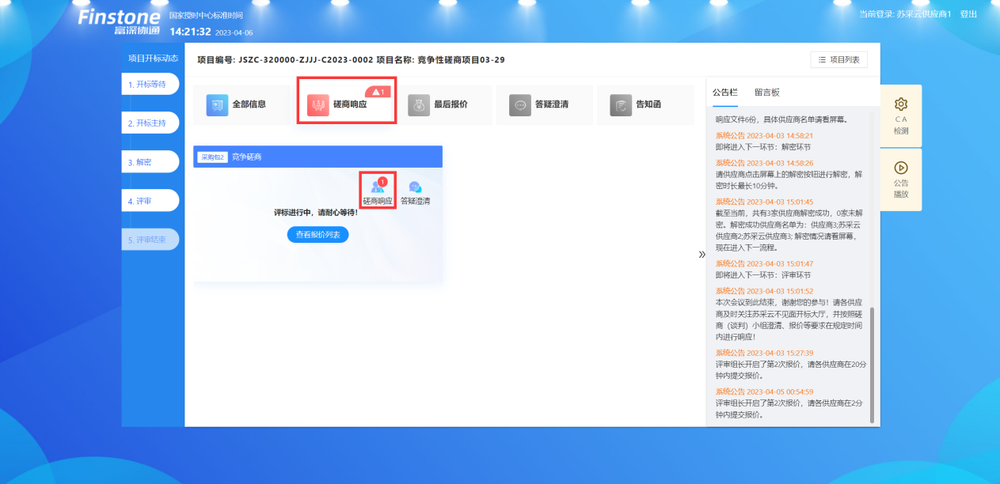 Finstone
富深协通
国家授时中心标准时间
14:21:32 2023-04-06
当前登录: 苏采云供应商1 登出
项目开标动态
1. 开标等待
2. 开标主持
3. 解密
4. 评审
5. 评审结束
项目编号: JSZC-320000-ZJJJ-C2023-0002 项目名称: 竞争性磋商项目03-29
项目列表
全部信息
磋商响应
1
最后报价
答疑澄清
告知函
采购包2 竞争磋商
1
磋商响应
答疑澄清
评标进行中，请耐心等待！
查看报价列表
公告栏 留言板
响应文件6份，具体供应商名单请看屏幕。
系统公告 2023-04-03 14:58:21
即将进入下一环节：解密环节
系统公告 2023-04-03 14:58:26
请供应商点击屏幕上的解密按钮进行解密，解
密时长最长10分钟。
系统公告 2023-04-03 15:01:45
截至当前，共有3家供应商解密成功，0家未解
密。解密成功供应商名单为：供应商3;苏采云
供应商2;苏采云供应商3; 解密情况请看屏幕，
现在进入下一流程。
系统公告 2023-04-03 15:01:47
即将进入下一环节：评审环节
系统公告 2023-04-03 15:01:52
本次会议到此结束，谢谢您的参与！请各供应
商及时关注苏采云不见面开标大厅，并按照磋
商（谈判）小组澄清、报价等要求在规定时间
内进行响应！
系统公告 2023-04-03 15:27:39
评审组长开启了第2次报价，请各供应商在20分
钟内提交报价。
系统公告 2023-04-05 00:54:59
评审组长开启了第2次报价，请各供应商在2分
钟内提交报价。
C A
检测
公告
播放